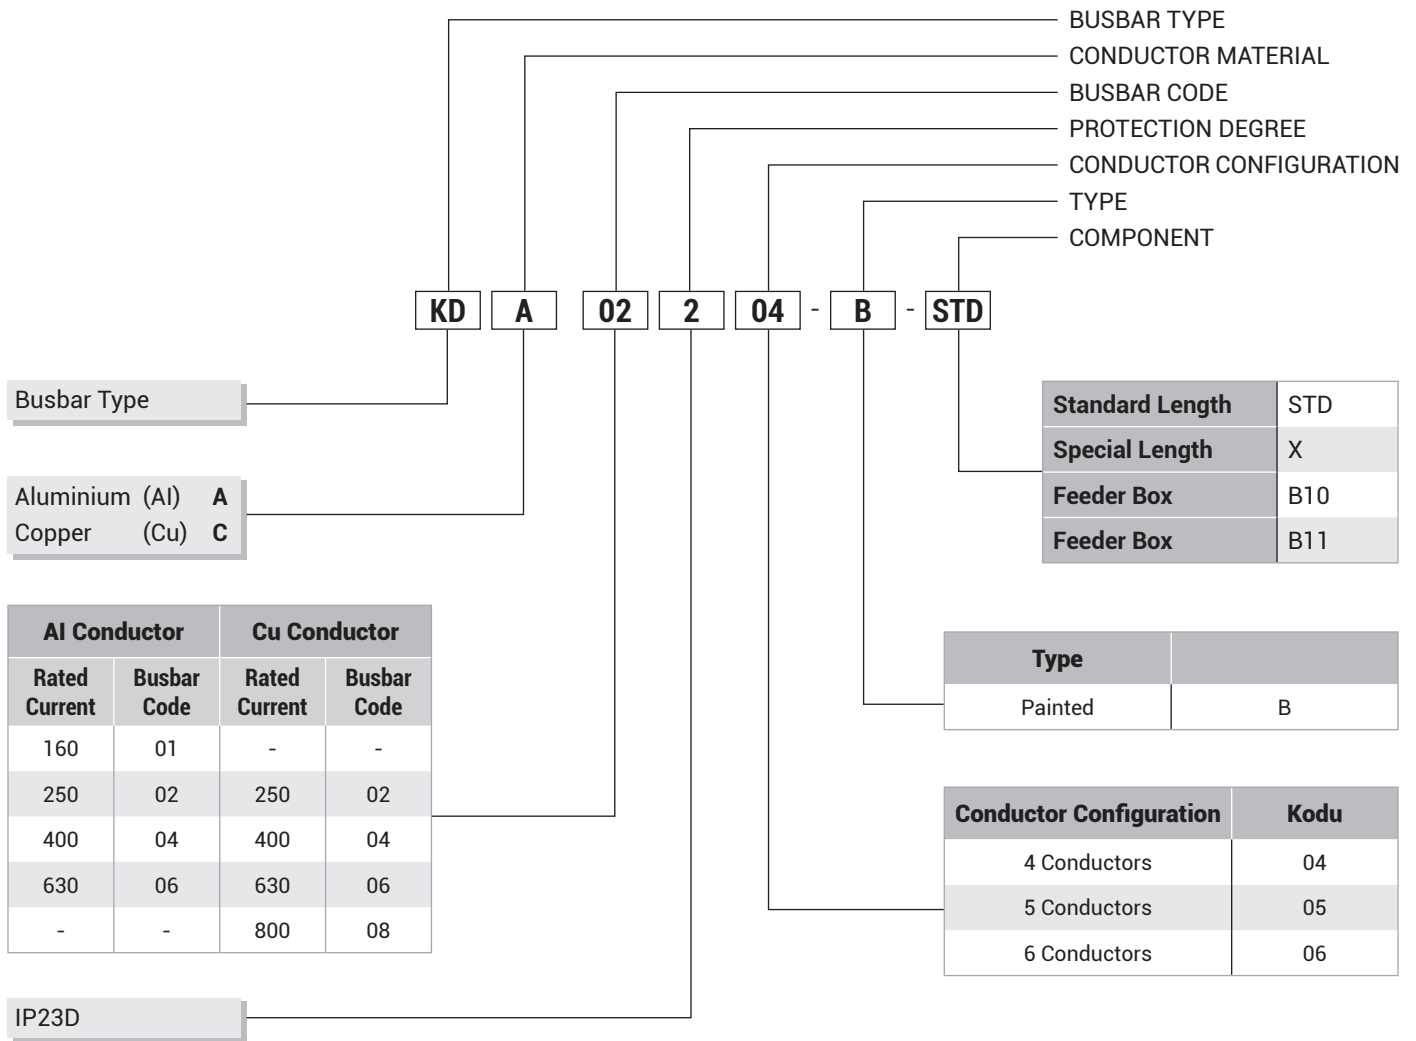 BUSBAR TYPE
CONDUCTOR MATERIAL
BUSBAR CODE
PROTECTION DEGREE
CONDUCTOR CONFIGURATION
TYPE
COMPONENT
KD A 02 2 04 - B - STD
Busbar Type
Aluminium (Al) A
Copper (Cu) C
Standard Length STD
Special Length X
Feeder Box B10
Feeder Box B11
Al Conductor Cu Conductor
Rated Current Busbar Code Rated Current Busbar Code
160 01 - -
250 02 250 02
400 04 400 04
630 06 630 06
- - 800 08
Type
Painted B
Conductor Configuration Kodu
4 Conductors 04
5 Conductors 05
6 Conductors 06
IP23D